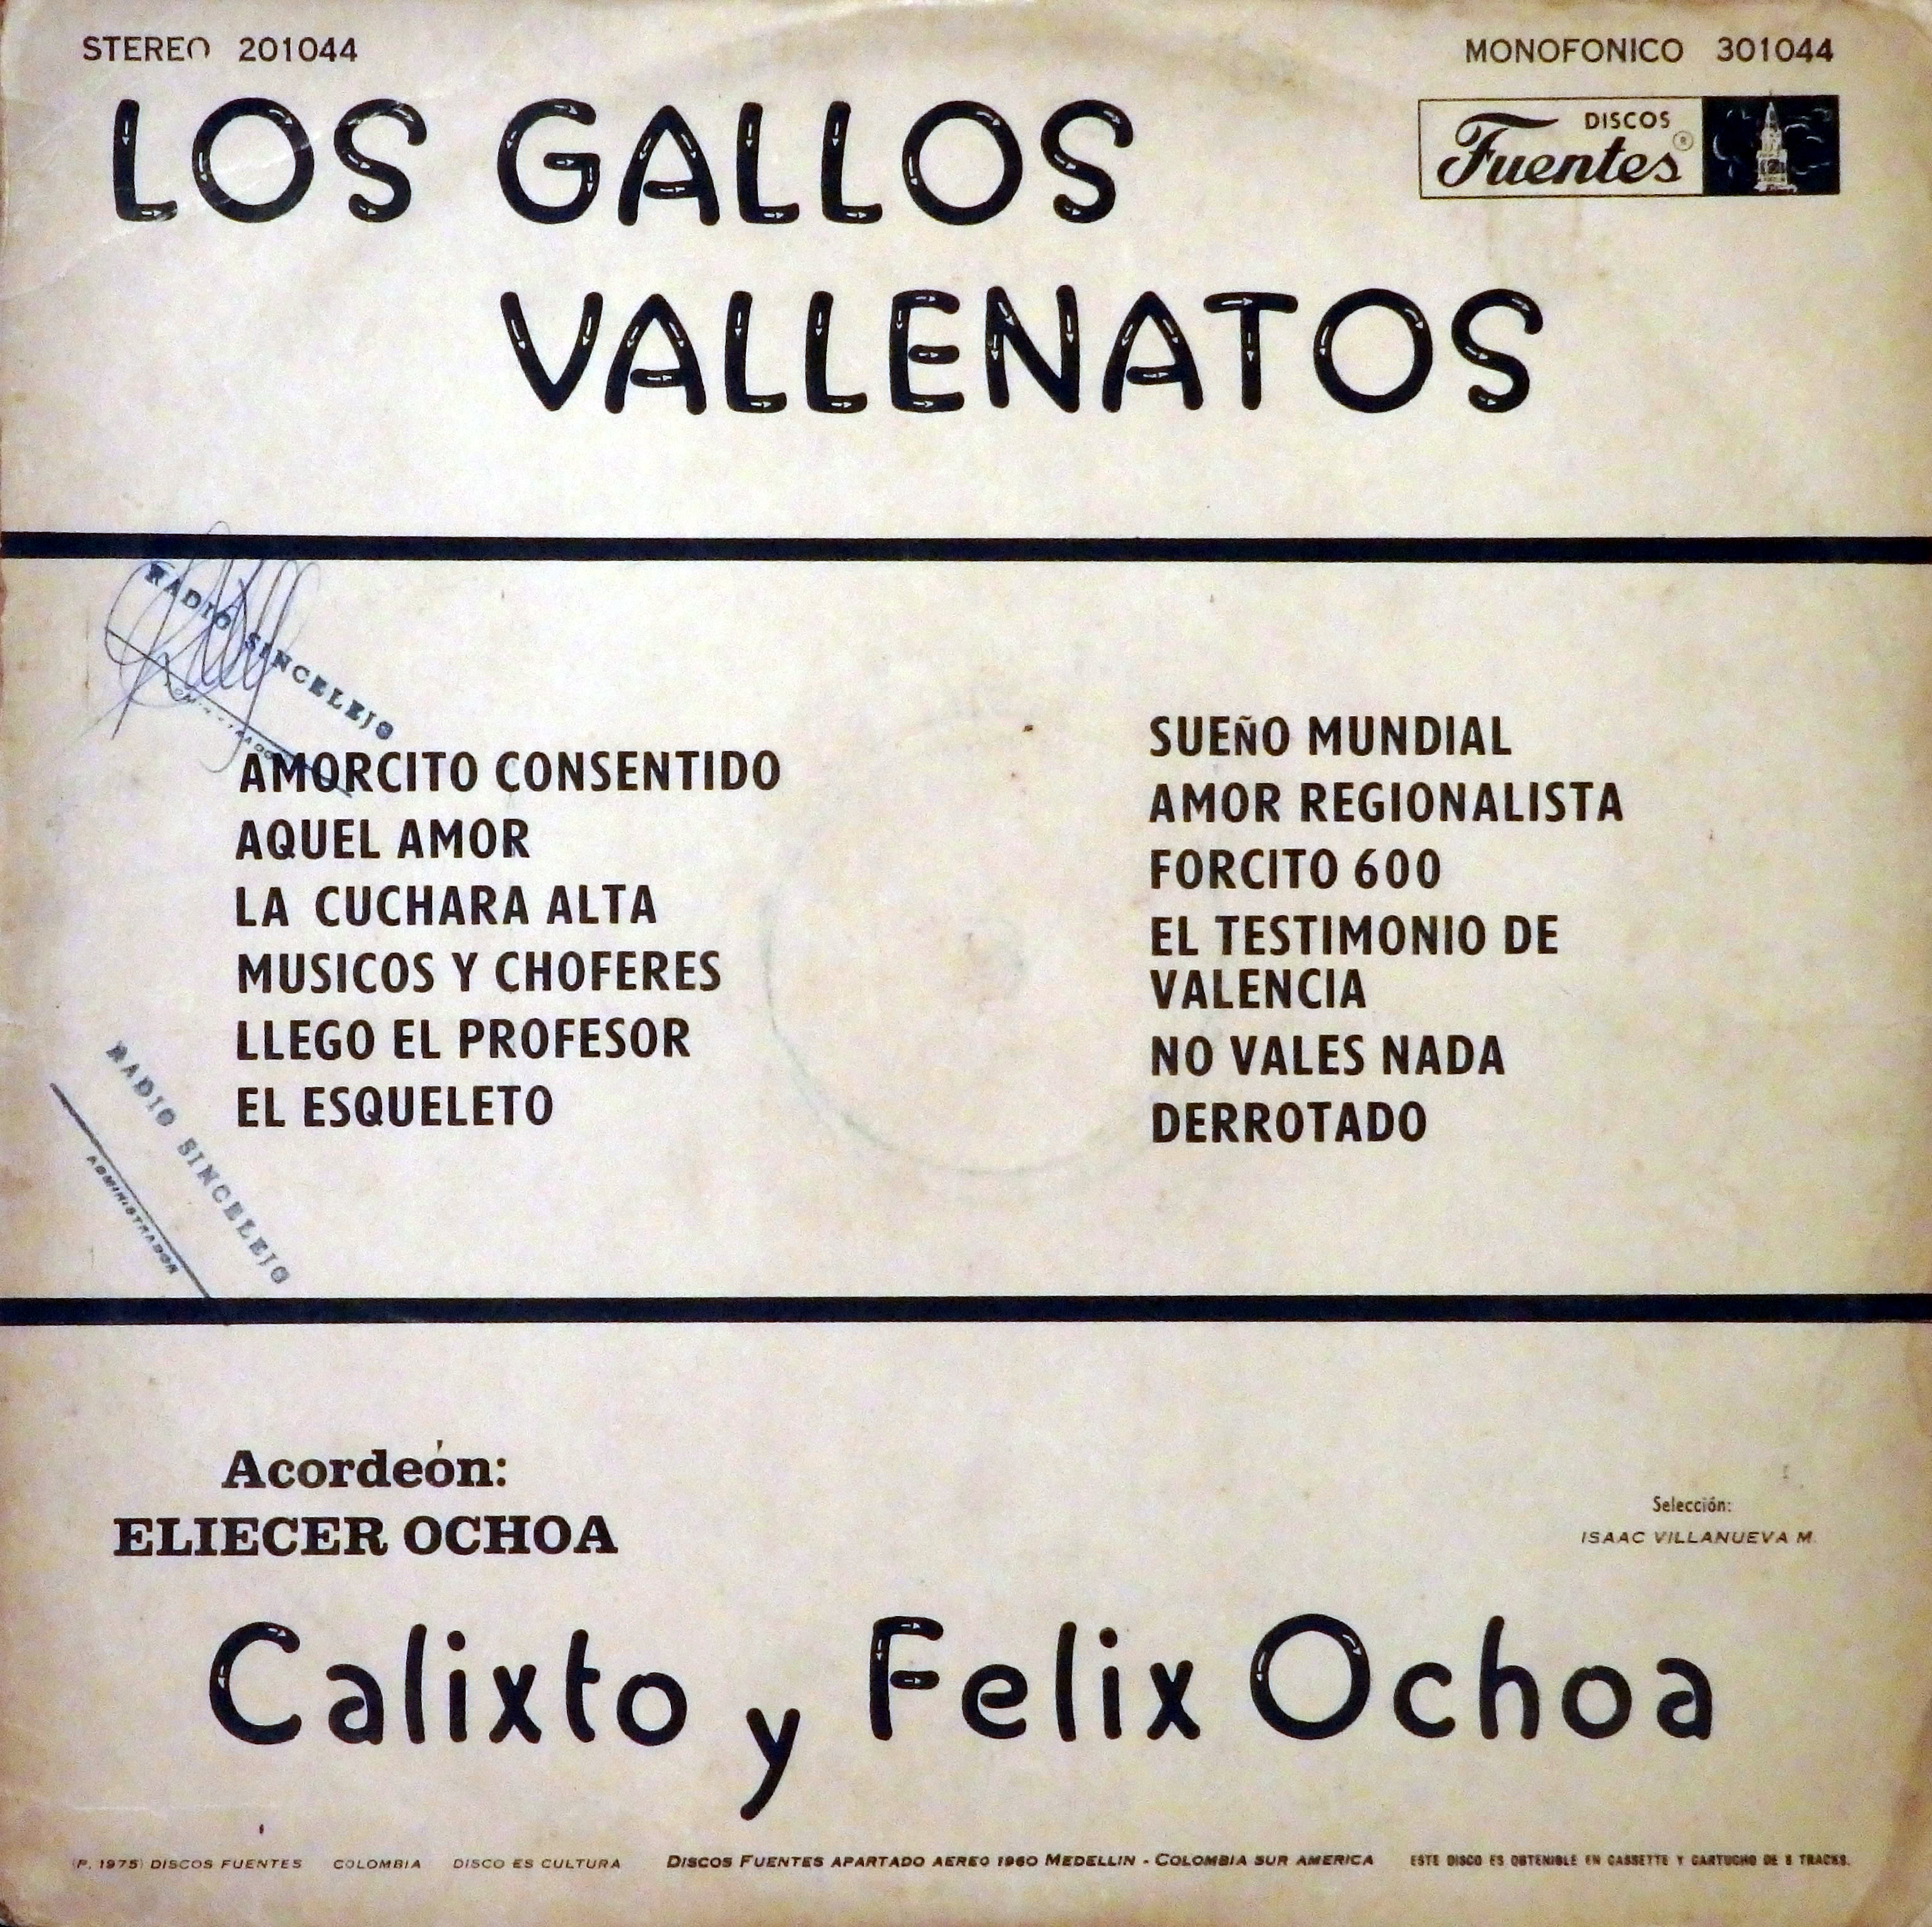 STEREO 201044
MONOFONICO 301044
LOS GALLOS
VALLENATOS
DISCOS
Fuentes ®
RADIO SINCELEJO
ADMINISTRADOR
AMORCITO CONSENTIDO
AQUEL AMOR
LA CUCHARA ALTA
MUSICOS Y CHOFERES
LLEGO EL PROFESOR
EL ESQUELETO
SUEÑO MUNDIAL
AMOR REGIONALISTA
FORCITO 600
EL TESTIMONIO DE
VALENCIA
NO VALES NADA
DERROTADO
RADIO SINCELEJO
ADMINISTRADOR
Acordeón:
ELIECER OCHOA
Selección:
ISAAC VILLANUEVA M.
Calixto y Felix Ochoa
(P. 1975) DISCOS FUENTES COLOMBIA DISCO ES CULTURA DISCOS FUENTES APARTADO AEREO 1960 MEDELLIN - COLOMBIA SUR AMERICA ESTE DISCO ES OBTENIBLE EN CASSETTE Y CARTUCHO DE 8 TRACKS.